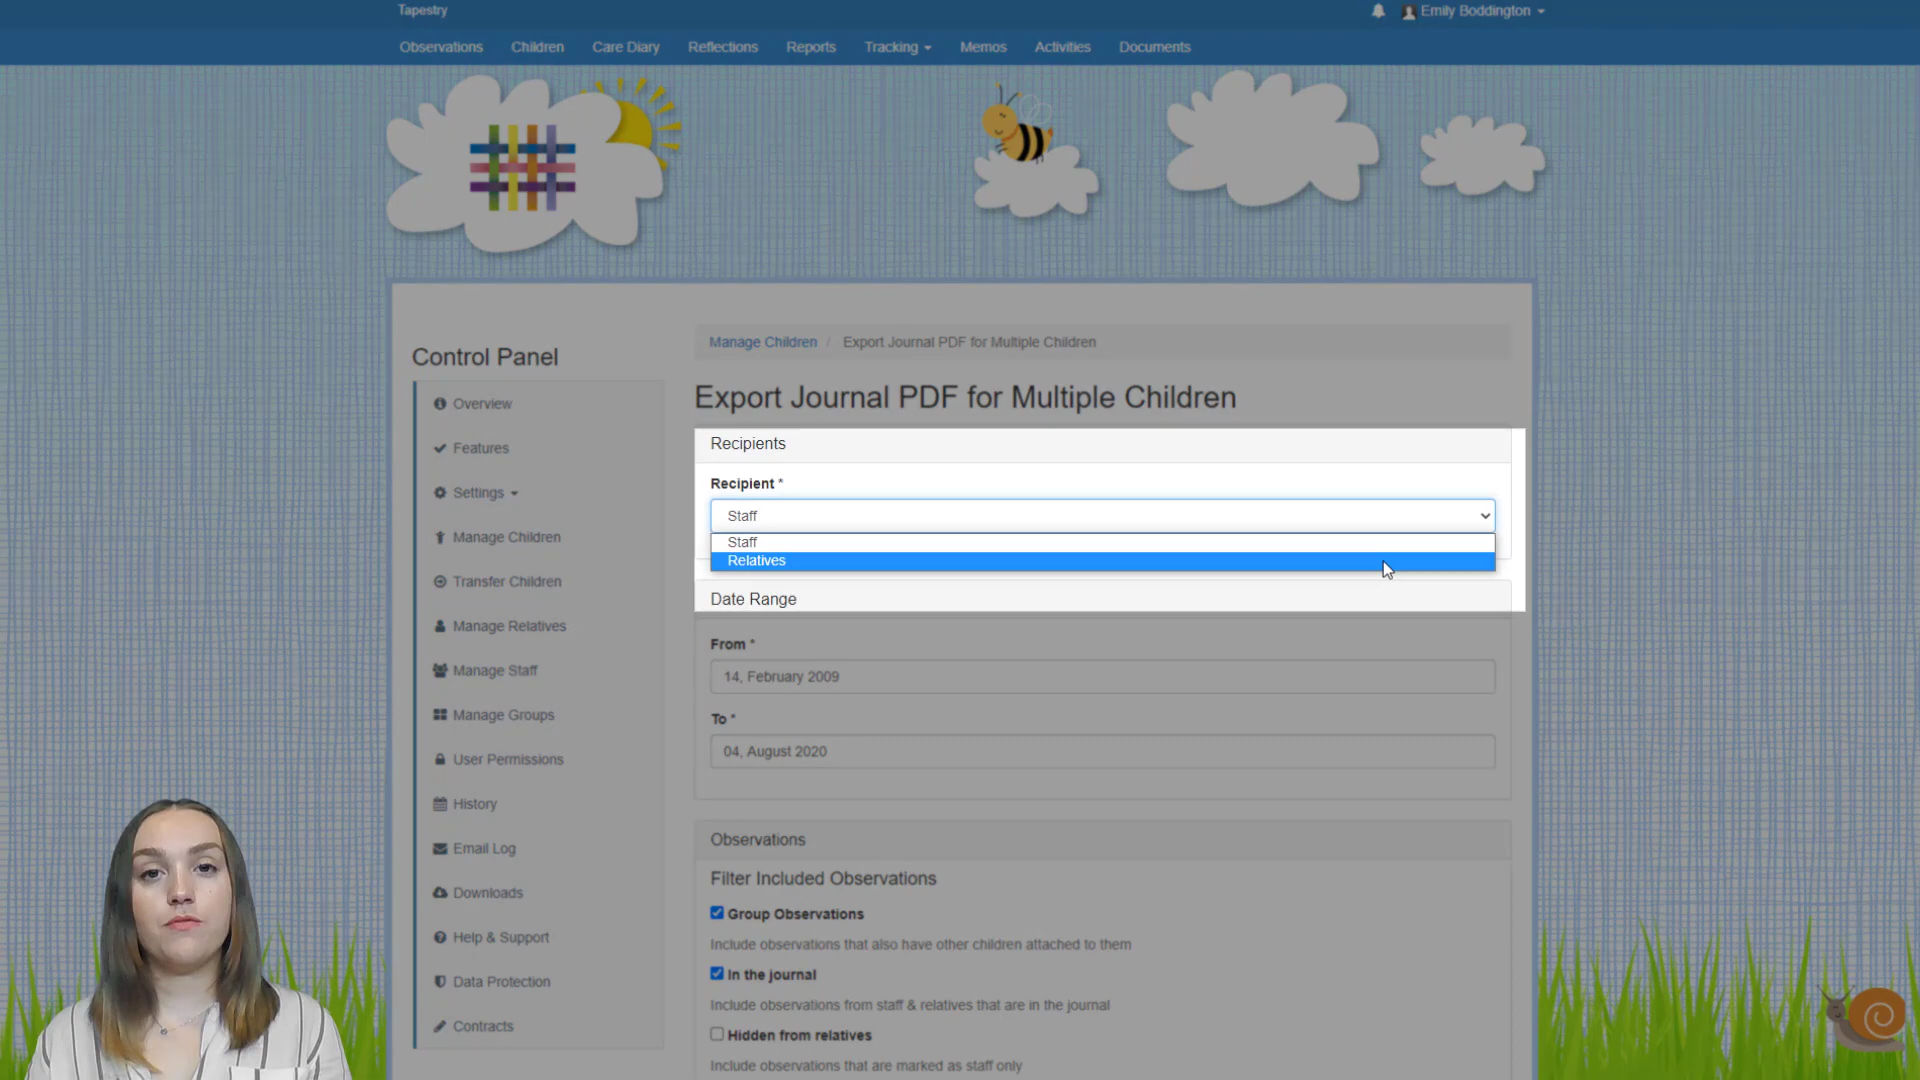 Tapestry
Emily Boddington
Observations Children Care Diary Reflections Reports Tracking Memos Activities Documents
Control Panel
Overview
Features
Settings
Manage Children
Transfer Children
Manage Relatives
Manage Staff
Manage Groups
User Permissions
History
Email Log
Downloads
Help & Support
Data Protection
Contracts
Manage Children / Export Journal PDF for Multiple Children
Export Journal PDF for Multiple Children
Recipients
Recipient *
Staff
Staff
Relatives
Date Range
From *
14, February 2009
To *
04, August 2020
Observations
Filter Included Observations
Group Observations
Include observations that also have other children attached to them
In the journal
Include observations from staff & relatives that are in the journal
Hidden from relatives
Include observations that are marked as staff only